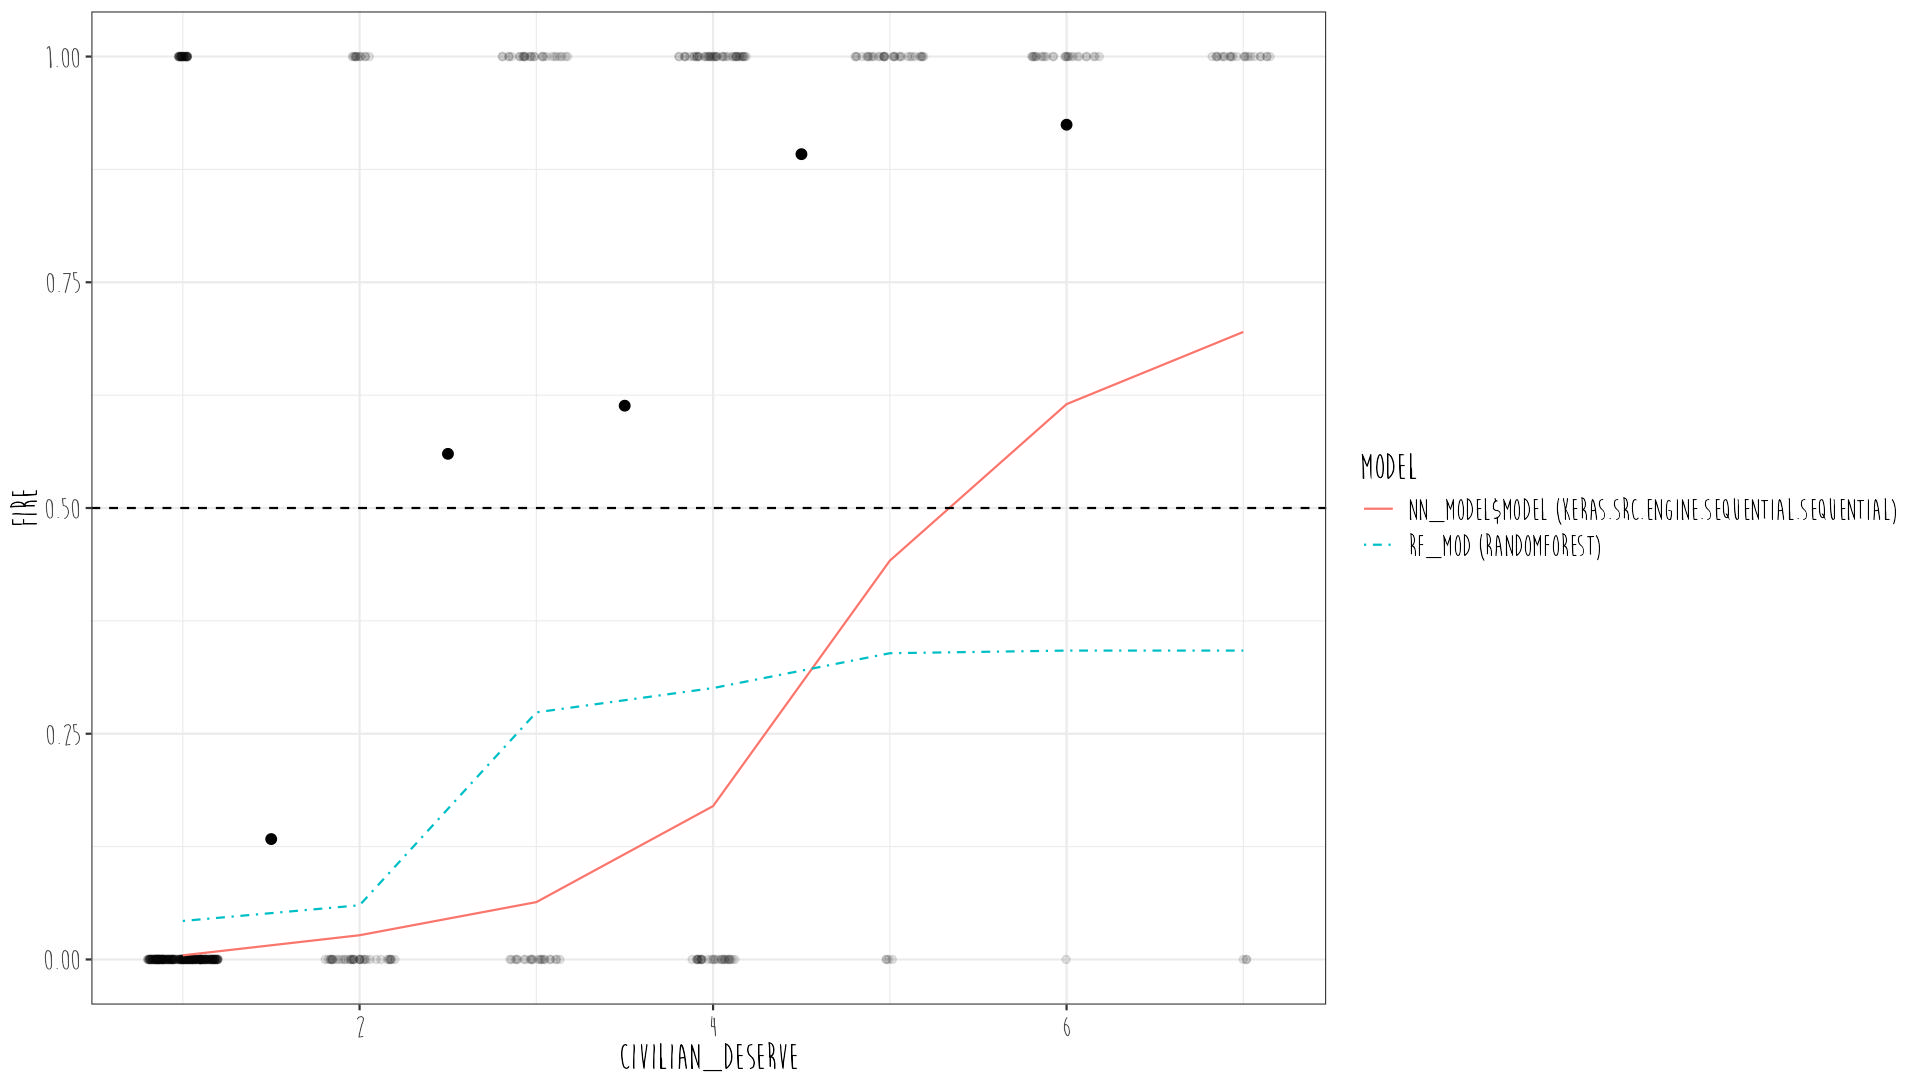 1.00
0.75
0.50
0.25
0.00
FIRE
2
4
6
CIVILIAN_DESERVE
MODEL
NN_MODEL$MODEL (KERAS.SRC.ENGINE.SEQUENTIAL.SEQUENTIAL)
RF_MOD (RANDOMFOREST)